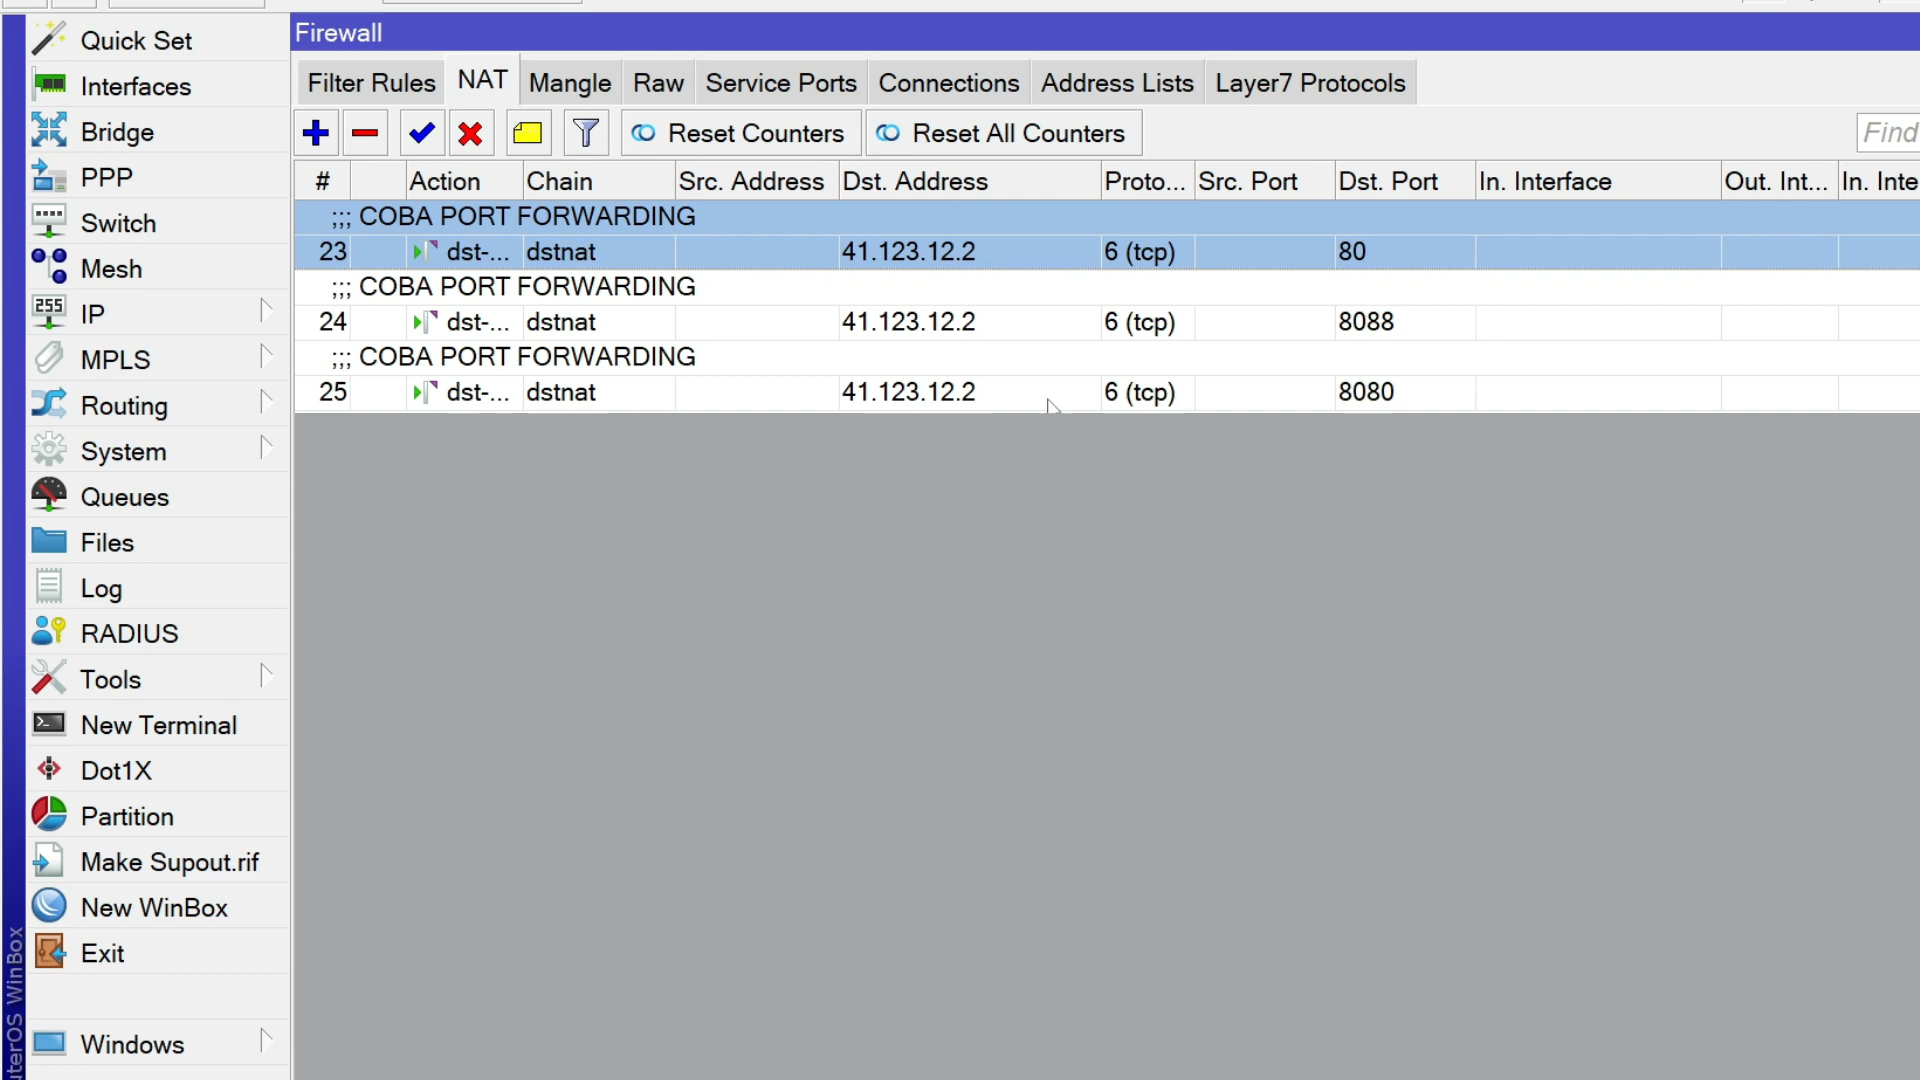 Firewall
Filter Rules NAT Mangle Raw Service Ports Connections Address Lists Layer7 Protocols
Reset Counters Reset All Counters Find
# Action Chain Src. Address Dst. Address Proto... Src. Port Dst. Port In. Interface Out. Int... In. Inte
;;; COBA PORT FORWARDING
23 dst-... dstnat 41.123.12.2 6 (tcp) 80
;;; COBA PORT FORWARDING
24 dst-... dstnat 41.123.12.2 6 (tcp) 8088
;;; COBA PORT FORWARDING
25 dst-... dstnat 41.123.12.2 6 (tcp) 8080
Quick Set
Interfaces
Bridge
PPP
Switch
Mesh
255 IP
MPLS
Routing
System
Queues
Files
Log
RADIUS
Tools
New Terminal
Dot1X
Partition
Make Supout.rif
New WinBox
Exit
Windows
uterOS WinBox